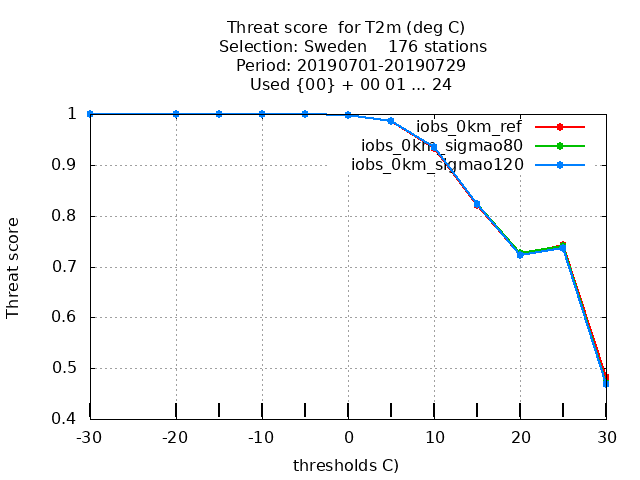 Threat score  for T2m (deg C)
Selection: Sweden    176 stations
Period: 20190701-20190729
Used {00} + 00 01 ... 24
Threat score
1
0.9
0.8
0.7
0.6
0.5
0.4
iobs_0km_ref
iobs_0km_sigmao80
iobs_0km_sigmao120
-30
-20
-10
0
10
20
30
thresholds C)